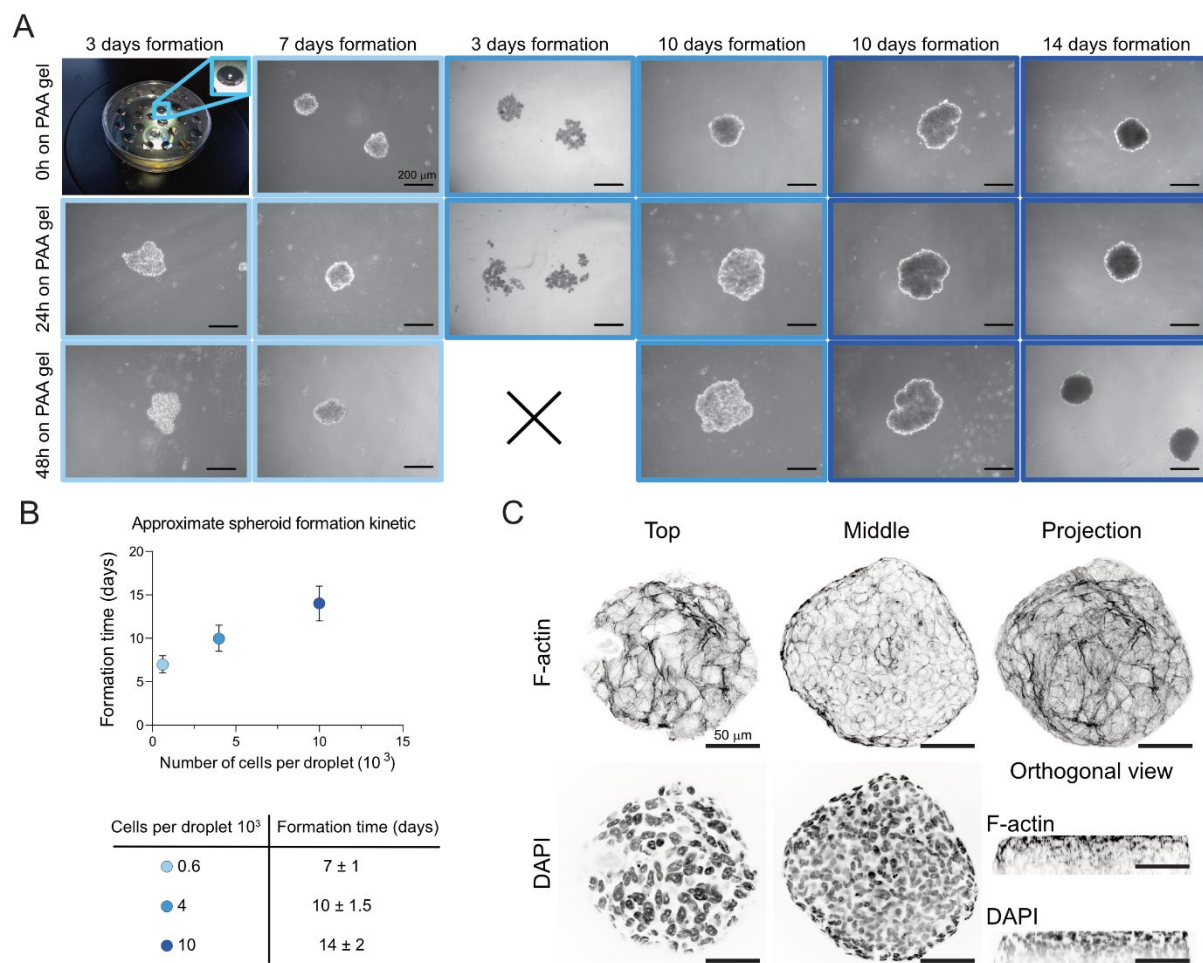 A
3 days formation
7 days formation
3 days formation
10 days formation
10 days formation
14 days formation
0h on PAA gel
200 μm
24h on PAA gel
48h on PAA gel
B
Approximate spheroid formation kinetic
Formation time (days)
20
15
10
5
0
0
5
10
15
Number of cells per droplet (10 ³)
Cells per droplet 10³
Formation time (days)
0.6
7 ± 1
4
10 ± 1.5
10
14 ± 2
C
Top
Middle
Projection
F-actin
50 μm
DAPI
Orthogonal view
F-actin
DAPI